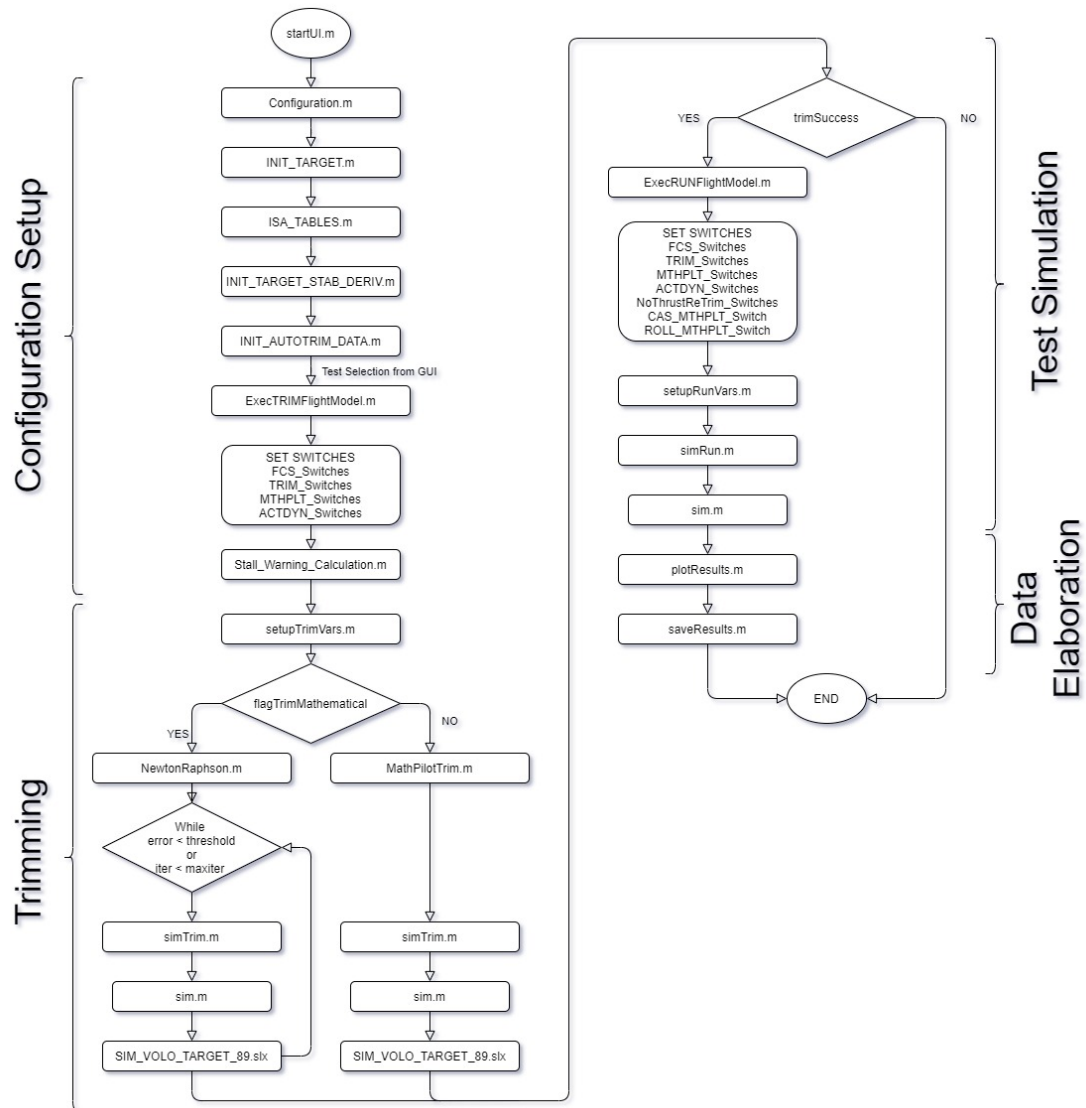 startUI.m
Configuration Setup
Configuration.m
INIT_TARGET.m
ISA_TABLES.m
INIT_TARGET_STAB_DERIV.m
INIT_AUTOTRIM_DATA.m
Test Selection from GUI
ExecTRIMFlightModel.m
SET SWITCHES
FCS_Switches
TRIM_Switches
MTHPLT_Switches
ACTDYN_Switches
Stall_Warning_Calculation.m
Trimming
setupTrimVars.m
flagTrimMathematical
YES
NO
NewtonRaphson.m
MathPilotTrim.m
While
error < threshold
or
iter < maxiter
simTrim.m
sim.m
SIM_VOLO_TARGET_89.slx
simTrim.m
sim.m
SIM_VOLO_TARGET_89.slx
Test Simulation
trimSuccess
YES
NO
ExecRUNFlightModel.m
SET SWITCHES
FCS_Switches
TRIM_Switches
MTHPLT_Switches
ACTDYN_Switches
NoThrustReTrim_Switches
CAS_MTHPLT_Switch
ROLL_MTHPLT_Switch
setupRunVars.m
simRun.m
sim.m
Data
Elaboration
plotResults.m
saveResults.m
END